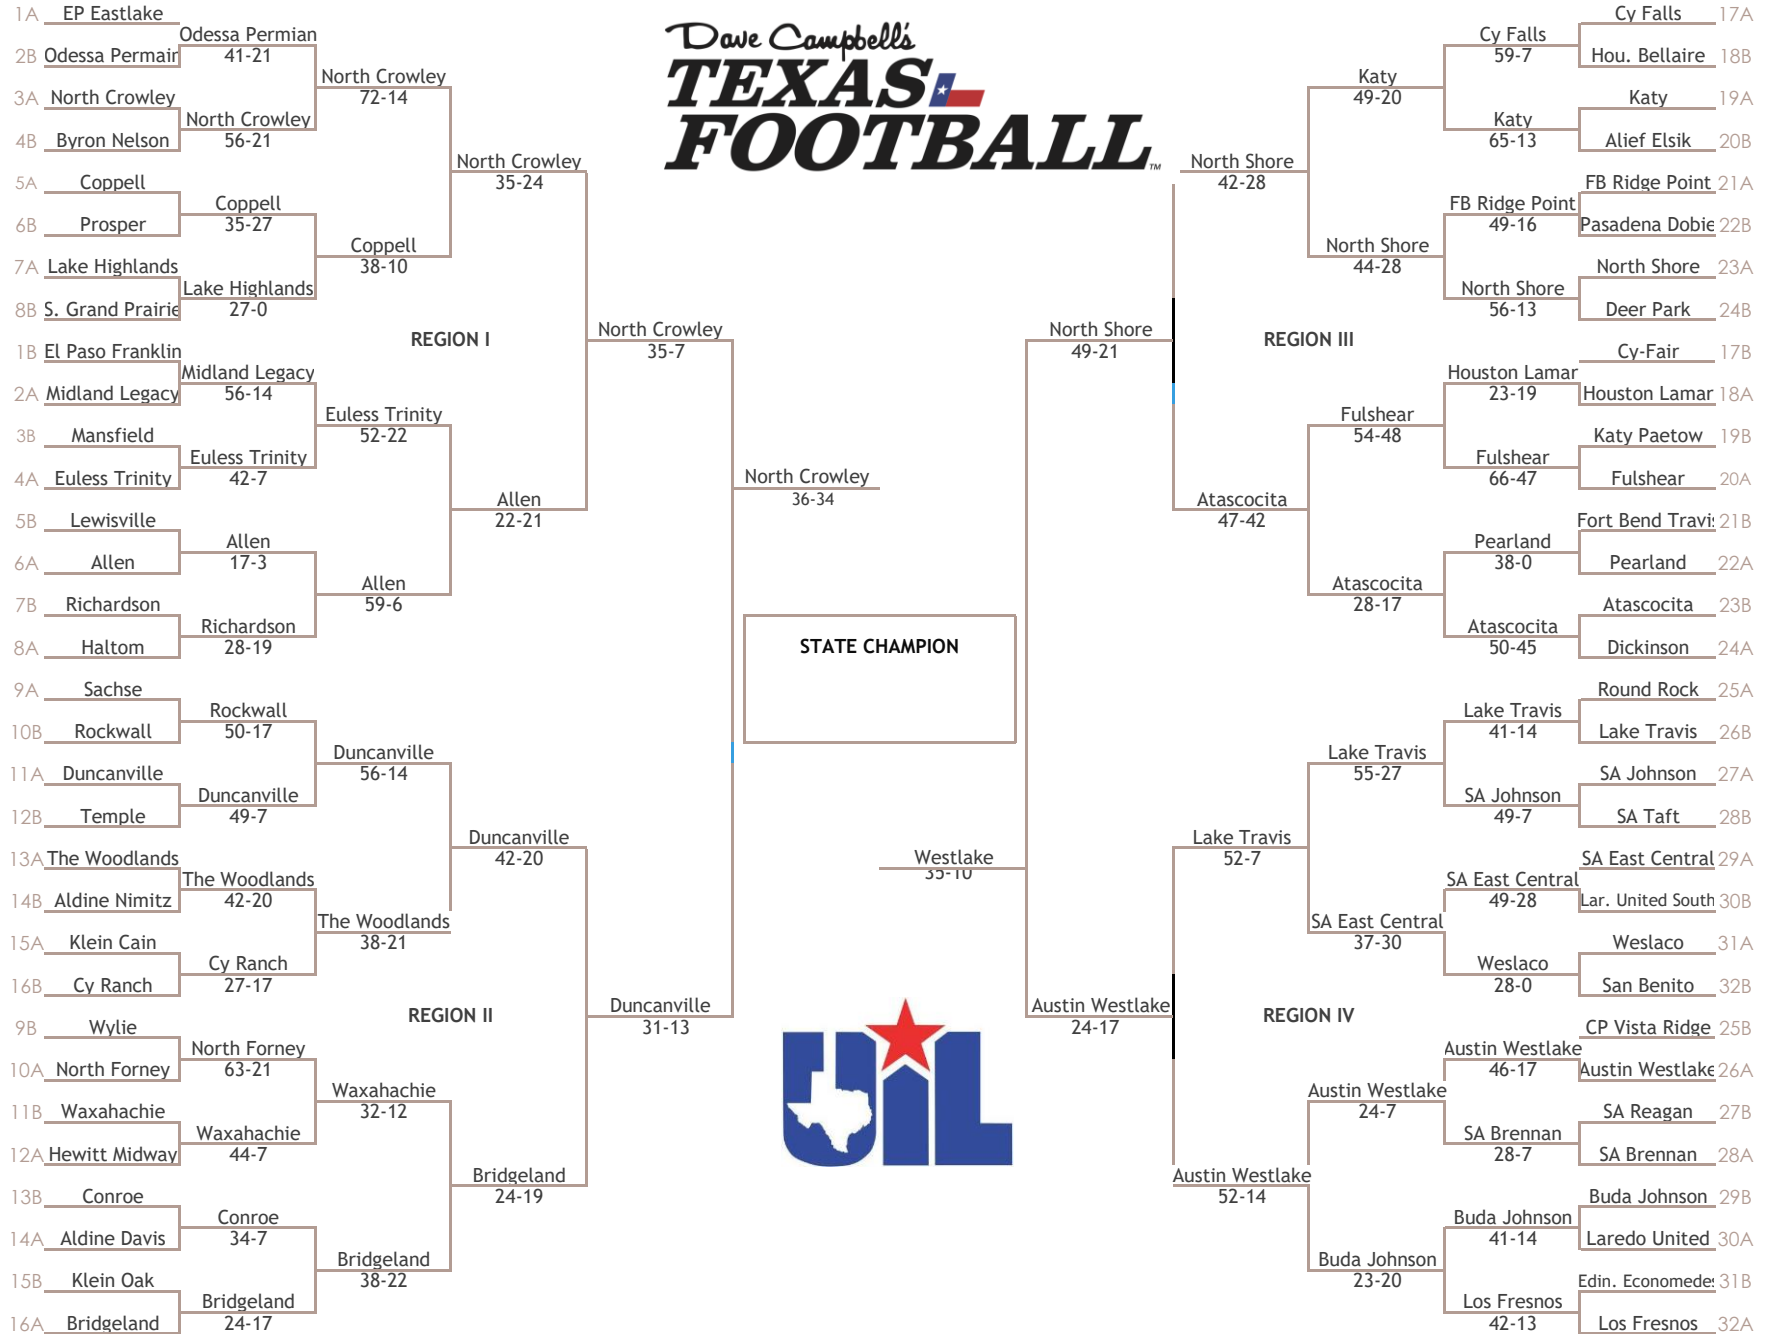 Dave Campbell's
TEXAS
FOOTBALL™
1A EP Eastlake
Odessa Permian
2B Odessa Permain
41-21
North Crowley
3A North Crowley
72-14
North Crowley
4B Byron Nelson
56-21
North Crowley
35-24
5A Coppell
Coppell
6B Prosper
35-27
Coppell
7A Lake Highlands
38-10
Lake Highlands
8B S. Grand Prairie
27-0
REGION I
North Crowley
35-7
1B El Paso Franklin
Midland Legacy
2A Midland Legacy
56-14
Euless Trinity
3B Mansfield
52-22
Euless Trinity
4A Euless Trinity
42-7
Allen
22-21
5B Lewisville
Allen
6A Allen
17-3
Allen
7B Richardson
59-6
Richardson
8A Haltom
28-19
North Crowley
36-34
9A Sachse
Rockwall
10B Rockwall
50-17
Duncanville
11A Duncanville
56-14
Duncanville
12B Temple
49-7
Duncanville
42-20
13A The Woodlands
The Woodlands
14B Aldine Nimitz
42-20
The Woodlands
15A Klein Cain
38-21
Cy Ranch
16B Cy Ranch
27-17
REGION II
Duncanville
31-13
9B Wylie
North Forney
10A North Forney
63-21
Waxahachie
11B Waxahachie
32-12
Waxahachie
12A Hewitt Midway
44-7
Bridgeland
24-19
13B Conroe
Conroe
14A Aldine Davis
34-7
Bridgeland
15B Klein Oak
38-22
Bridgeland
16A Bridgeland
24-17
STATE CHAMPION
UIL
Cy Falls 17A
Cy Falls
59-7
Hou. Bellaire 18B
Katy
49-20
Katy 19A
Katy
65-13
Alief Elsik 20B
North Shore
42-28
FB Ridge Point 21A
FB Ridge Point
49-16
Pasadena Dobie 22B
North Shore
44-28
North Shore 23A
North Shore
56-13
Deer Park 24B
North Shore
49-21
REGION III
Cy-Fair 17B
Houston Lamar
23-19
Houston Lamar 18A
Fulshear
54-48
Katy Paetow 19B
Fulshear
66-47
Fulshear 20A
Atascocita
47-42
Fort Bend Travis 21B
Pearland
38-0
Pearland 22A
Atascocita
28-17
Atascocita 23B
Atascocita
50-45
Dickinson 24A
Round Rock 25A
Lake Travis
41-14
Lake Travis 26B
Lake Travis
55-27
SA Johnson 27A
SA Johnson
49-7
SA Taft 28B
Lake Travis
52-7
Westlake
35-10
SA East Central 29A
SA East Central
49-28
Lar. United South 30B
SA East Central
37-30
Weslaco 31A
Weslaco
28-0
San Benito 32B
Austin Westlake
24-17
REGION IV
CP Vista Ridge 25B
Austin Westlake
46-17
Austin Westlake 26A
Austin Westlake
24-7
SA Reagan 27B
SA Brennan
28-7
SA Brennan 28A
Austin Westlake
52-14
Buda Johnson 29B
Buda Johnson
41-14
Laredo United 30A
Buda Johnson
23-20
Edin. Economedes 31B
Los Fresnos
42-13
Los Fresnos 32A